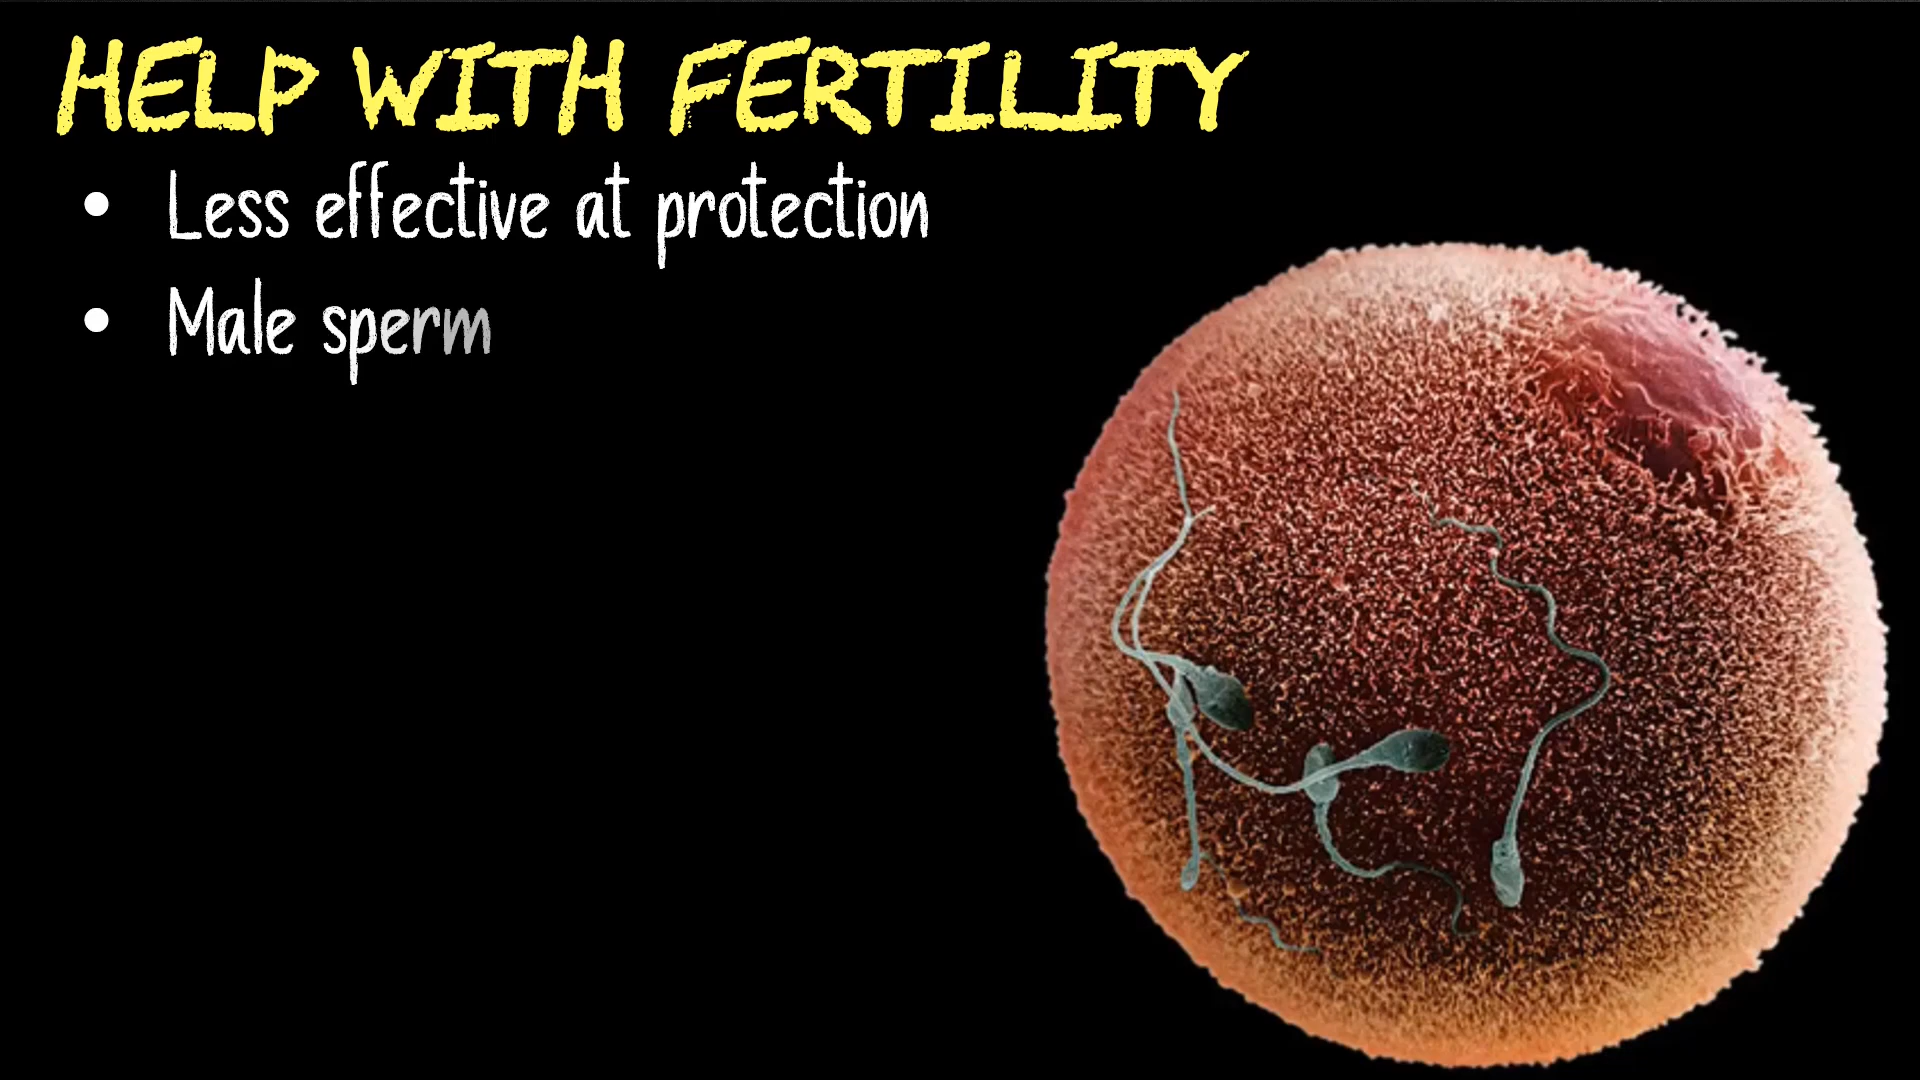 HELP WITH FERTILITY
• Less effective at protection
• Male sperm